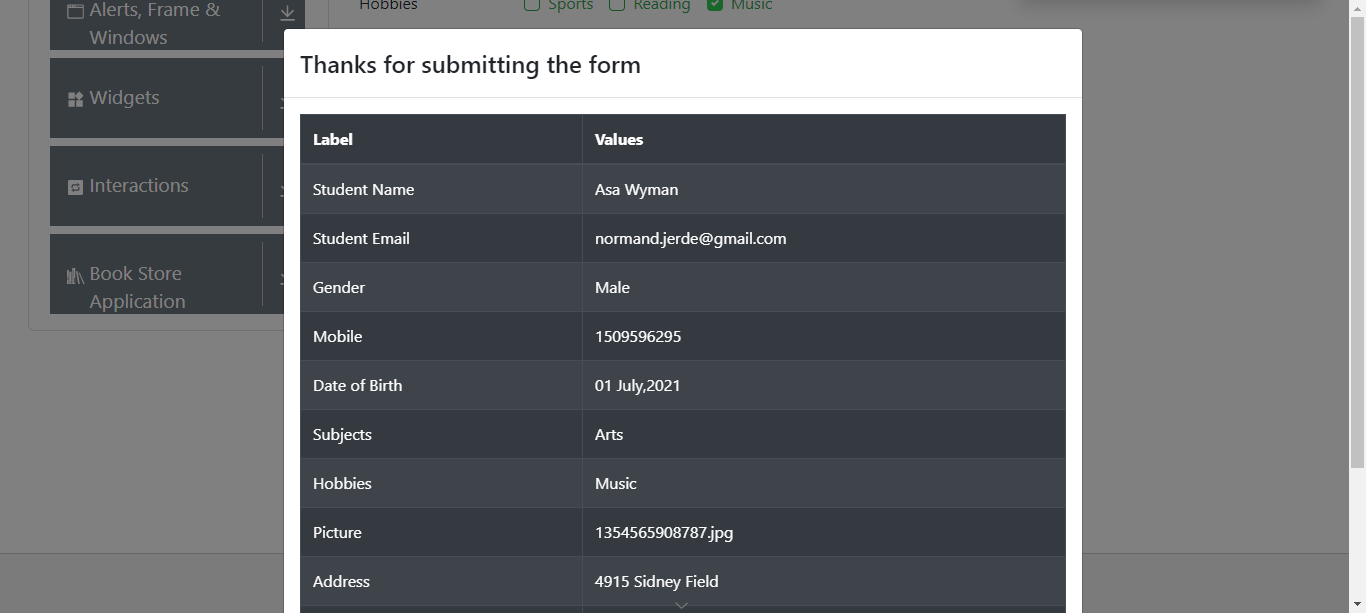 Alerts, Frame &
Windows
Hobbies Sports Reading Music
Thanks for submitting the form
Widgets
Interactions
Book Store
Application
Label Values
Student Name Asa Wyman
Student Email normand.jerde@gmail.com
Gender Male
Mobile 1509596295
Date of Birth 01 July,2021
Subjects Arts
Hobbies Music
Picture 1354565908787.jpg
Address 4915 Sidney Field